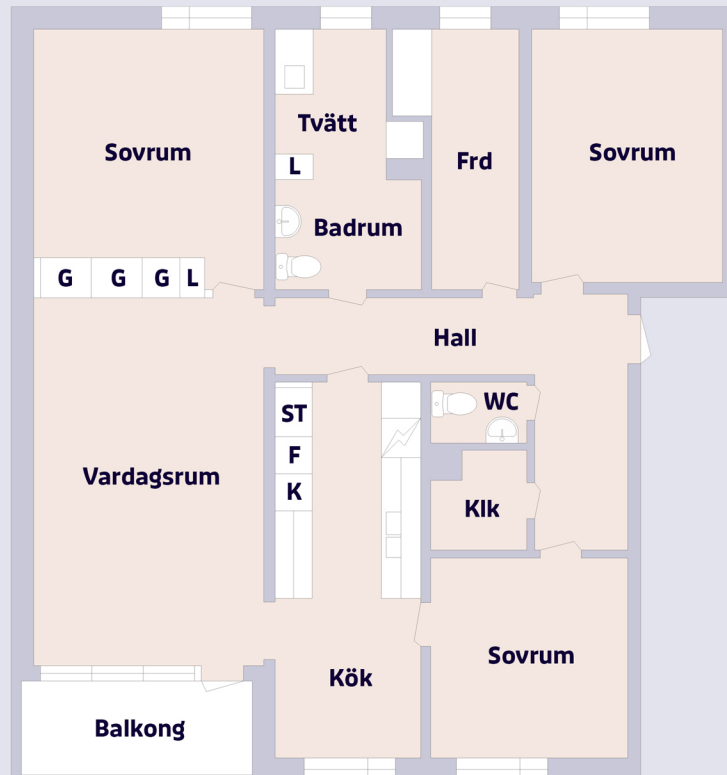 Sovrum
Tvätt
L
Frd
Sovrum
Badrum
G
G
G
L
Hall
ST
F
K
WC
Vardagsrum
Klk
Sovrum
Kök
Balkong